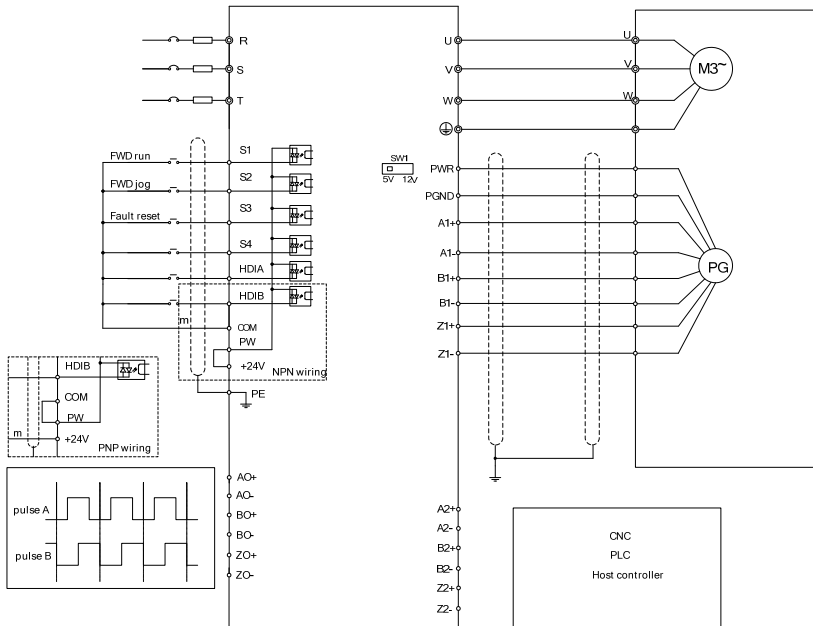 R
S
T
U
V
W
U
V
W
M3~
FWD run
S1
FWD jog
S2
Fault reset
S3
S4
HDIA
HDIB
m
COM
PW
+24V
NPN wiring
PE
SW1
5V 12V
PWR
PGND
A1+
A1-
B1+
B1-
Z1+
Z1-
PG
HDIB
COM
PW
m
+24V
PNP wiring
pulse A
pulse B
AO+
AO-
BO+
BO-
ZO+
ZO-
A2+
A2-
B2+
B2-
Z2+
Z2-
CNC
PLC
Host controller